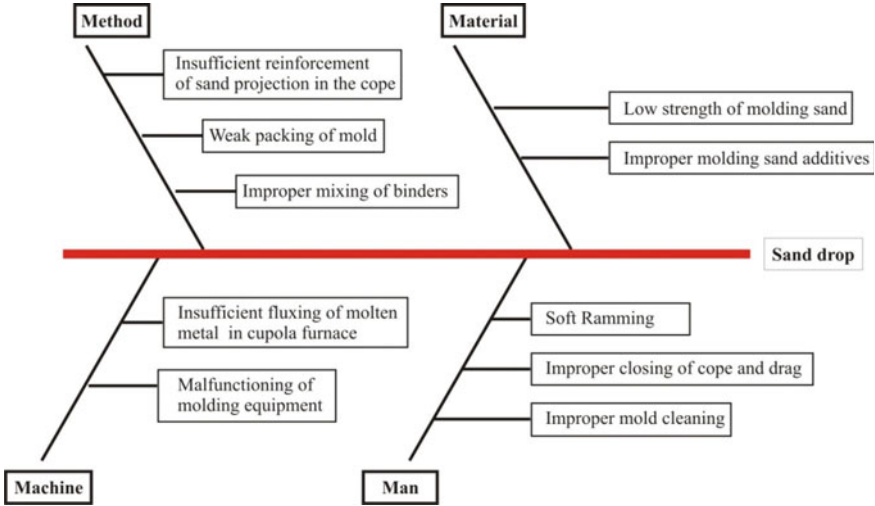 Method
Insufficient reinforcement
of sand projection in the cope
Weak packing of mold
Improper mixing of binders
Material
Low strength of molding sand
Improper molding sand additives
Sand drop
Insufficient fluxing of molten
metal in cupola furnace
Malfunctioning of
molding equipment
Machine
Soft Ramming
Improper closing of cope and drag
Improper mold cleaning
Man